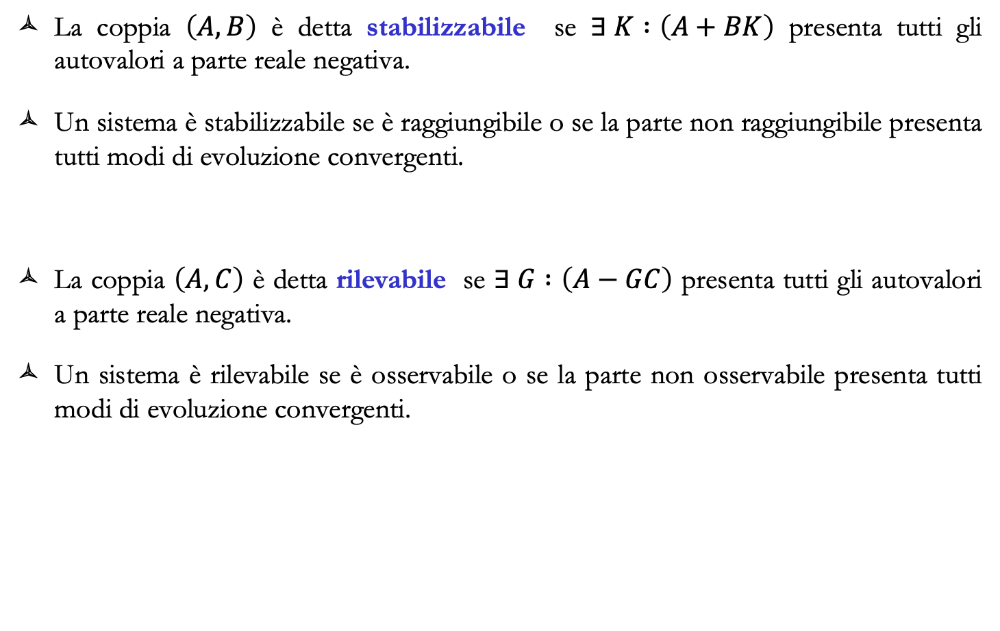 La coppia (A, B) è detta stabilizzabile se ∃ K : (A + BK) presenta tutti gli
autovalori a parte reale negativa.
Un sistema è stabilizzabile se è raggiungibile o se la parte non raggiungibile presenta
tutti modi di evoluzione convergenti.
La coppia (A, C) è detta rilevabile se ∃ G : (A − GC) presenta tutti gli autovalori
a parte reale negativa.
Un sistema è rilevabile se è osservabile o se la parte non osservabile presenta tutti
modi di evoluzione convergenti.